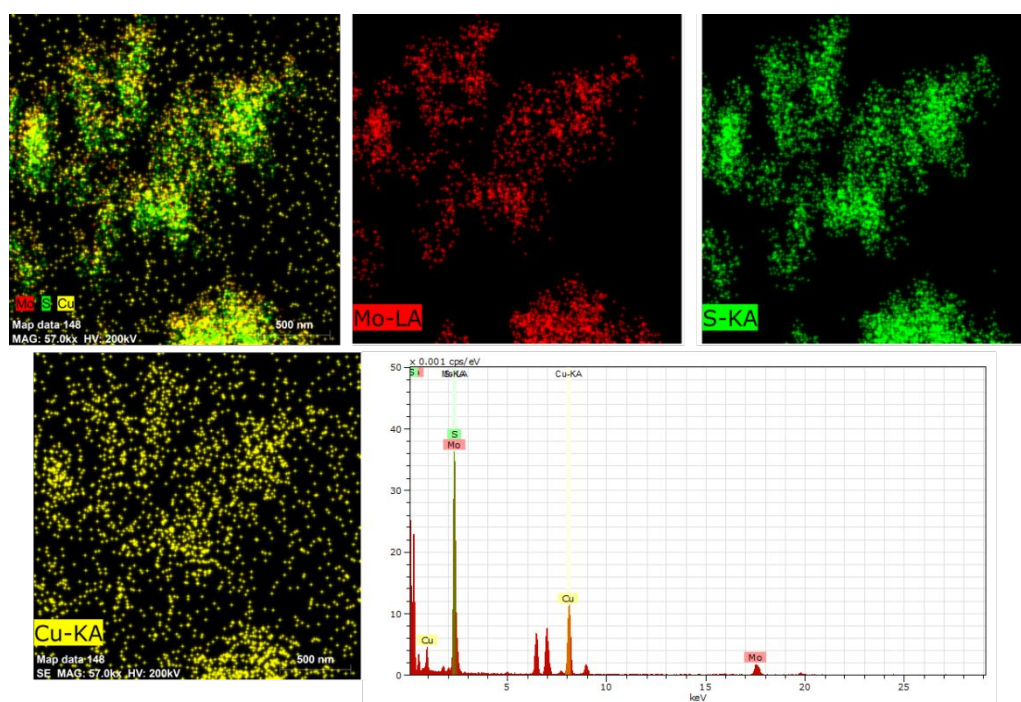 Mo S Cu
Map data 148
MAG: 57.0kx HV: 200kV
500 nm
Mo-LA
S-KA
Cu-KA
Map data 148
SE MAG: 57.0kx HV: 200kV
500 nm
x 0.001 cps/eV
Cu-KA
50
40
30
20
10
0
S
Mo
Cu
Cu
Mo
5
10
15
20
25
keV